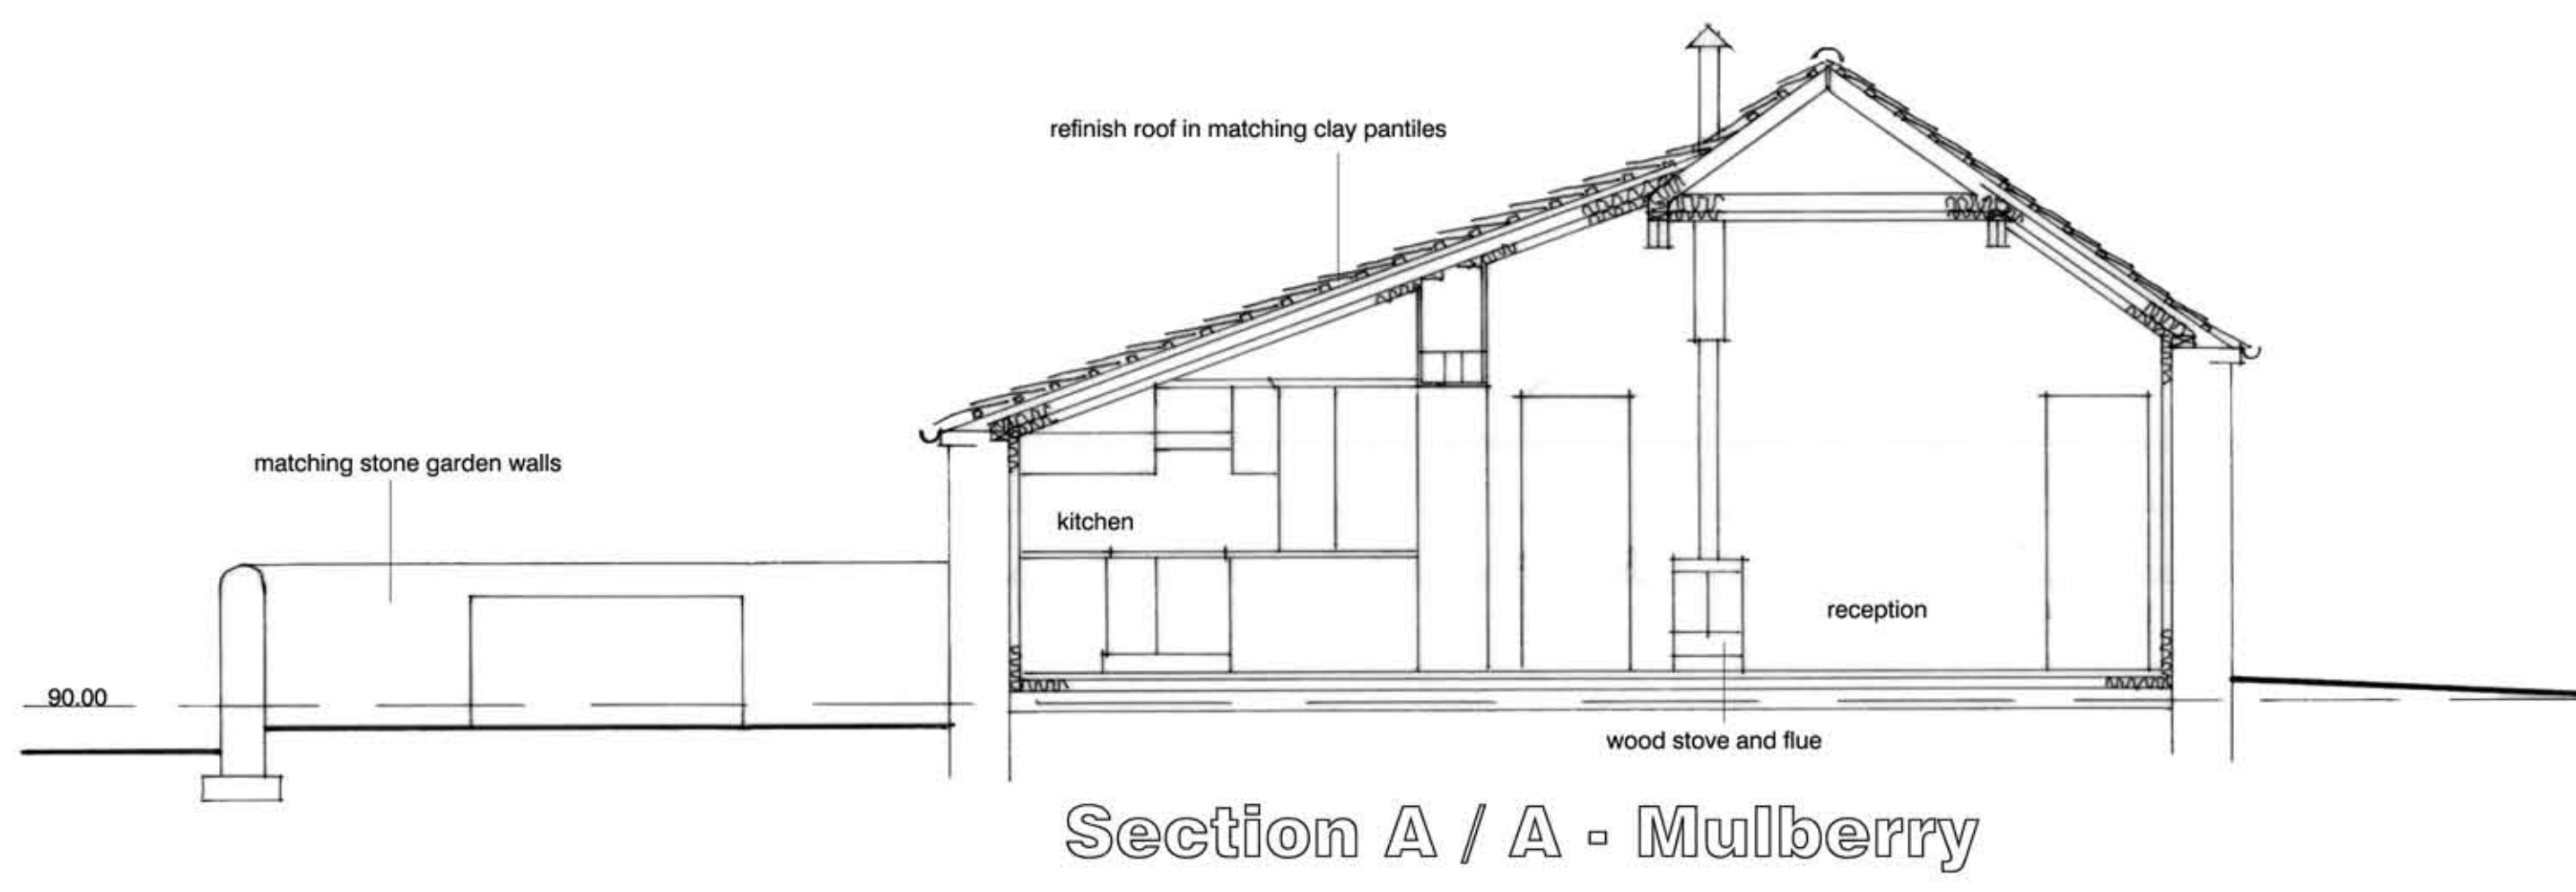 refinish roof in matching clay pantiles
matching stone garden walls
kitchen
reception
90.00
wood stove and flue
Section A / A - Mulberry